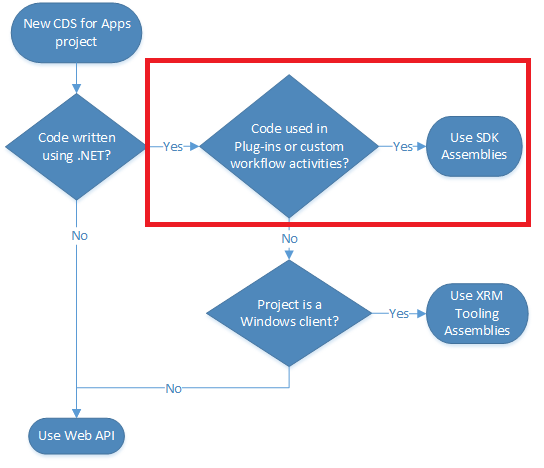 New CDS for Apps
project
Code written
using .NET?
Yes
Code used in
Plug-ins or custom
workflow activities?
Yes
Use SDK
Assemblies
No
No
Project is a
Windows client?
Yes
Use XRM
Tooling
Assemblies
No
Use Web API